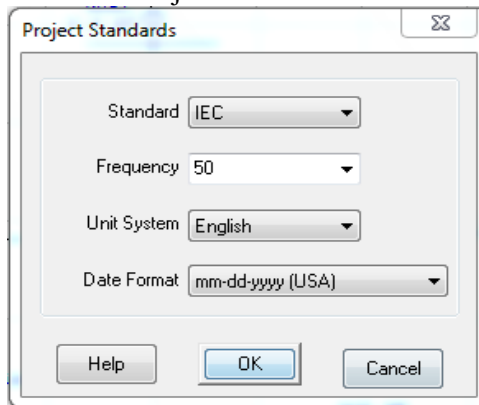 Project Standards
Standard IEC
Frequency 50
Unit System English
Date Format mm-dd-yyyy (USA)
Help OK Cancel